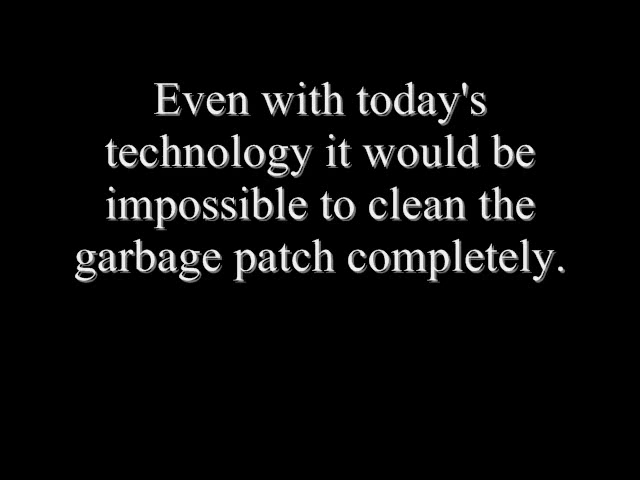 Even with today's
technology it would be
impossible to clean the
garbage patch completely.